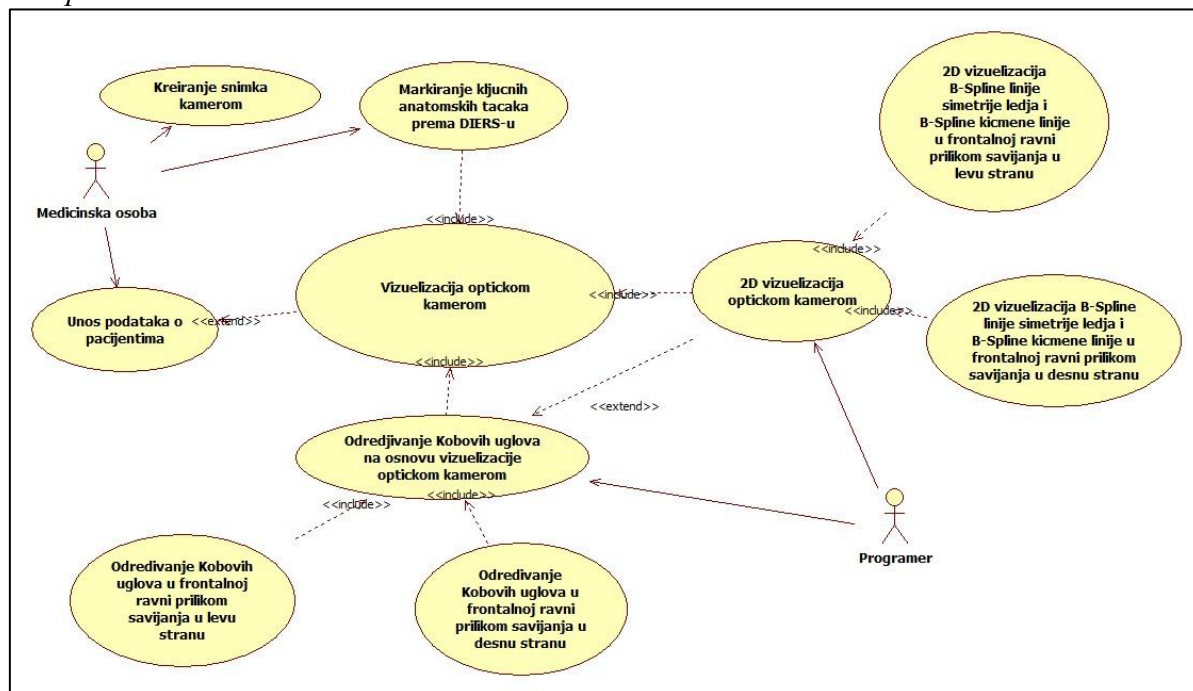 Kreiranje snimka
kamerom
Markiranje kljucnih
anatomskih tacaka
prema DIERS-u
2D vizuelizacija
B-Spline linije
simetrije ledja i
B-Spline kicmene linije
u frontalnoj ravni
prilikom savijanja u
levu stranu
Medicinska osoba
<<include>>
<<include>>
Vizuelizacija optickom
kamerom
<<include>>
2D vizuelizacija
optickom kamerom
<<include>>
2D vizuelizacija B-Spline
linije simetrije ledja i
B-Spline kicmene linije u
frontalnoj ravni prilikom
savijanja u desnu stranu
Unos podataka o
pacijentima
<<extend>>
<<include>>
<<extend>>
Odredjivanje Kobovih uglova
na osnovu vizuelizacije
optickom kamerom
<<include>>
<<include>>
Programer
Odredivanje Kobovih
uglova u frontalnoj
ravni prilikom
savijanja u levu
stranu
Odredivanje
Kobovih uglova u
frontalnoj ravni
prilikom savijanja u
desnu stranu